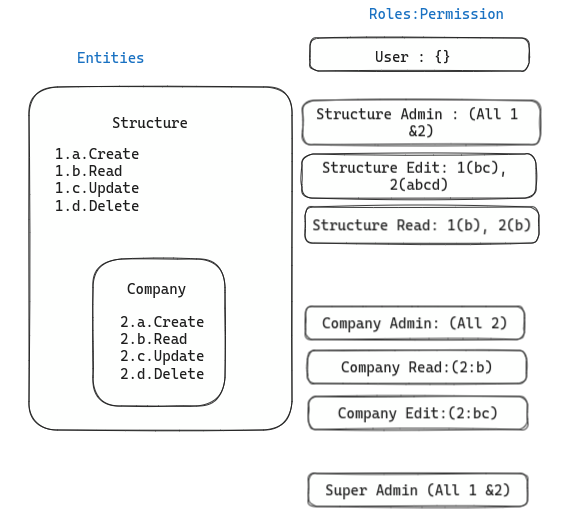 Roles:Permission
Entities
User : {}
Structure
1.a.Create
1.b.Read
1.c.Update
1.d.Delete
Structure Admin : (All 1
&2)
Structure Edit: 1(bc),
2(abcd)
Structure Read: 1(b), 2(b)
Company
2.a.Create
2.b.Read
2.c.Update
2.d.Delete
Company Admin: (All 2)
Company Read:(2:b)
Company Edit:(2:bc)
Super Admin (All 1 &2)